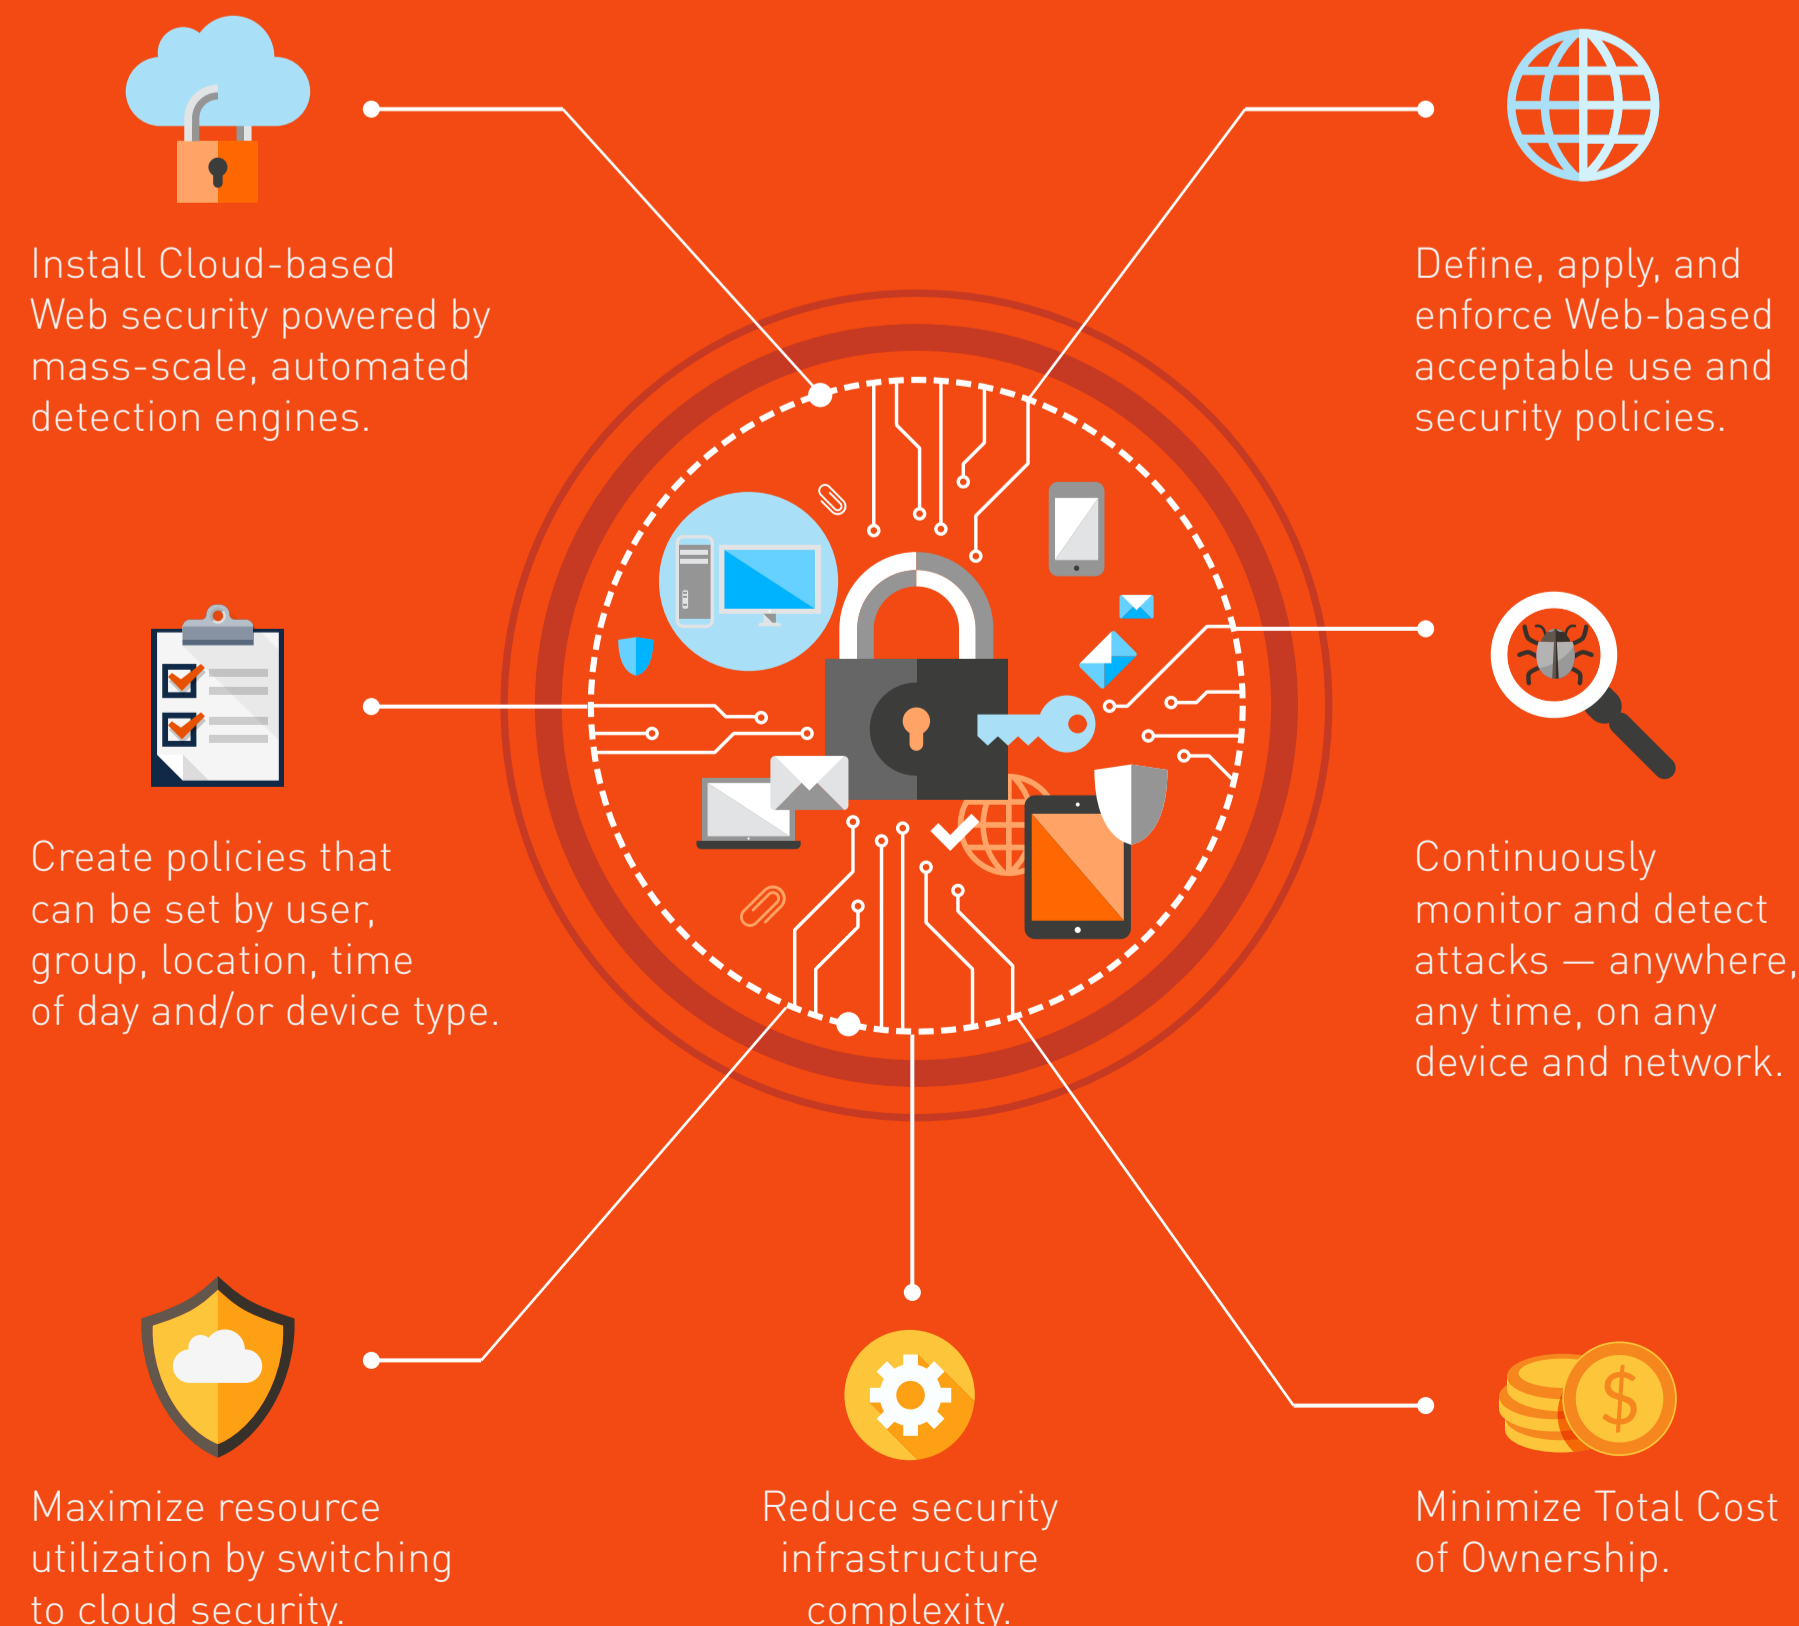 Install Cloud-based
Web security powered by
mass-scale, automated
detection engines.
Define, apply, and
enforce Web-based
acceptable use and
security policies.
Create policies that
can be set by user,
group, location, time
of day and/or device type.
Continuously
monitor and detect
attacks — anywhere,
any time, on any
device and network.
Maximize resource
utilization by switching
to cloud security.
Reduce security
infrastructure
complexity.
$
Minimize Total Cost
of Ownership.